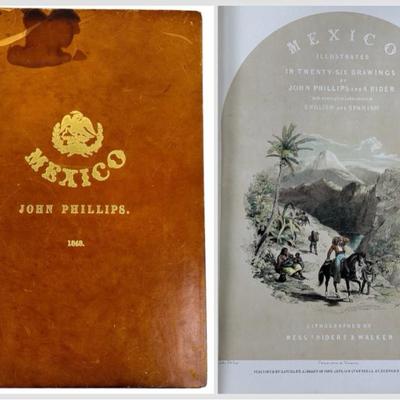 MEXICO
JOHN PHILLIPS.
1848.
MEXICO
ILLUSTRATED
IN TWENTY-SIX DRAWINGS
BY
JOHN PHILLIPS AND A. RIDER
ENGLISH AND SPANISH
LITHOGRAPHED BY
MESSRS RIDER & WALKER